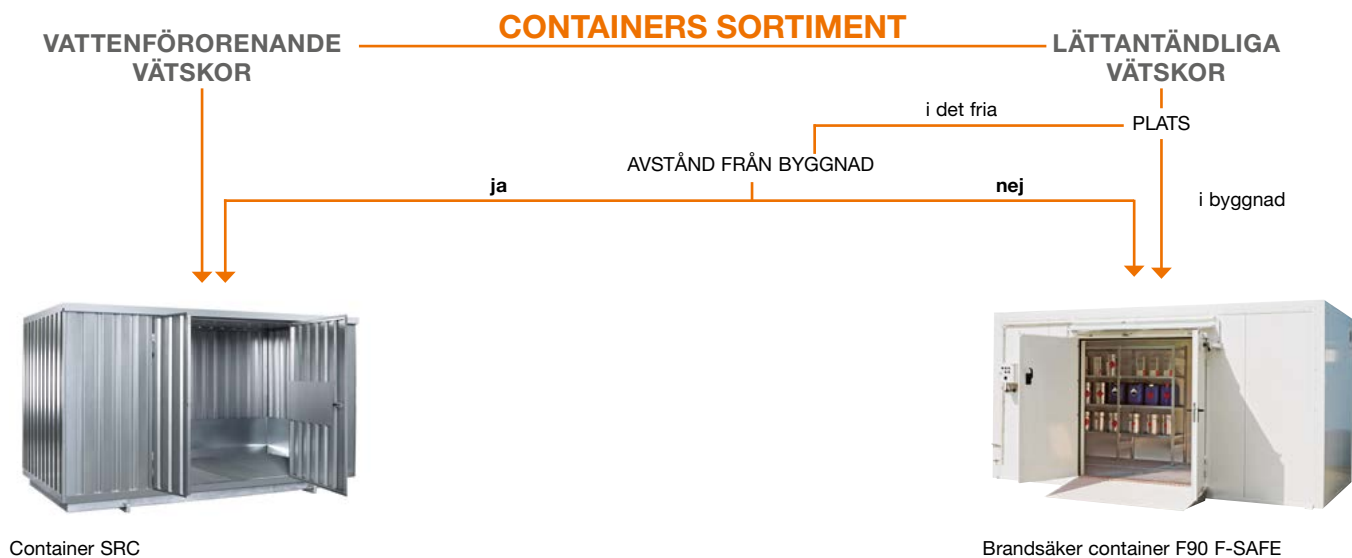 CONTAINERS SORTIMENT
VATTENFÖRORENANDE
VÄTSKOR
LÄTTANTÄNDLIGA
VÄTSKOR
i det fria
PLATS
AVSTÅND FRÅN BYGGNAD
ja
nej
i byggnad
Container SRC
Brandsäker container F90 F-SAFE